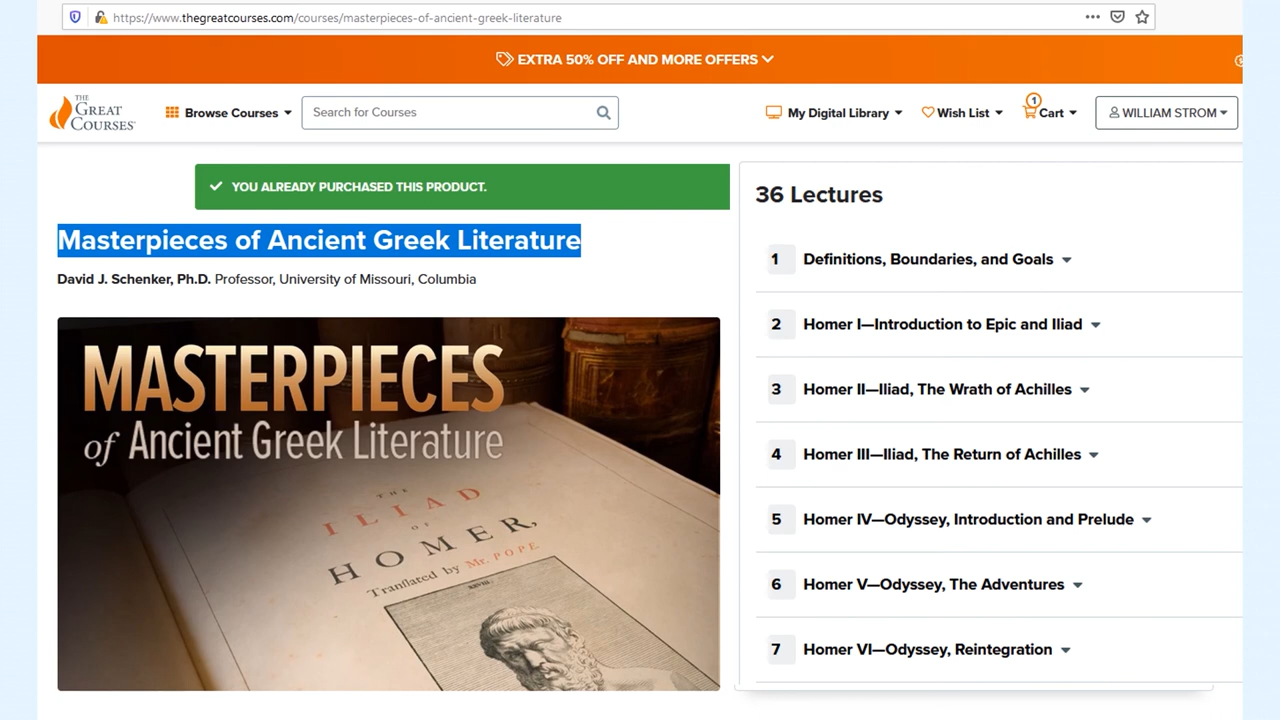 https://www.thegreatcourses.com/courses/masterpieces-of-ancient-greek-literature
EXTRA 50% OFF AND MORE OFFERS
THE
GREAT
COURSES
Browse Courses
Search for Courses
My Digital Library
Wish List
1
Cart
WILLIAM STROM
YOU ALREADY PURCHASED THIS PRODUCT.
Masterpieces of Ancient Greek Literature
David J. Schenker, Ph.D. Professor, University of Missouri, Columbia
MASTERPIECES
of Ancient Greek Literature
THE
ILIAD
OF
HOMER,
Tranſlated by Mr. POPE
36 Lectures
1 Definitions, Boundaries, and Goals
2 Homer I—Introduction to Epic and Iliad
3 Homer II—Iliad, The Wrath of Achilles
4 Homer III—Iliad, The Return of Achilles
5 Homer IV—Odyssey, Introduction and Prelude
6 Homer V—Odyssey, The Adventures
7 Homer VI—Odyssey, Reintegration